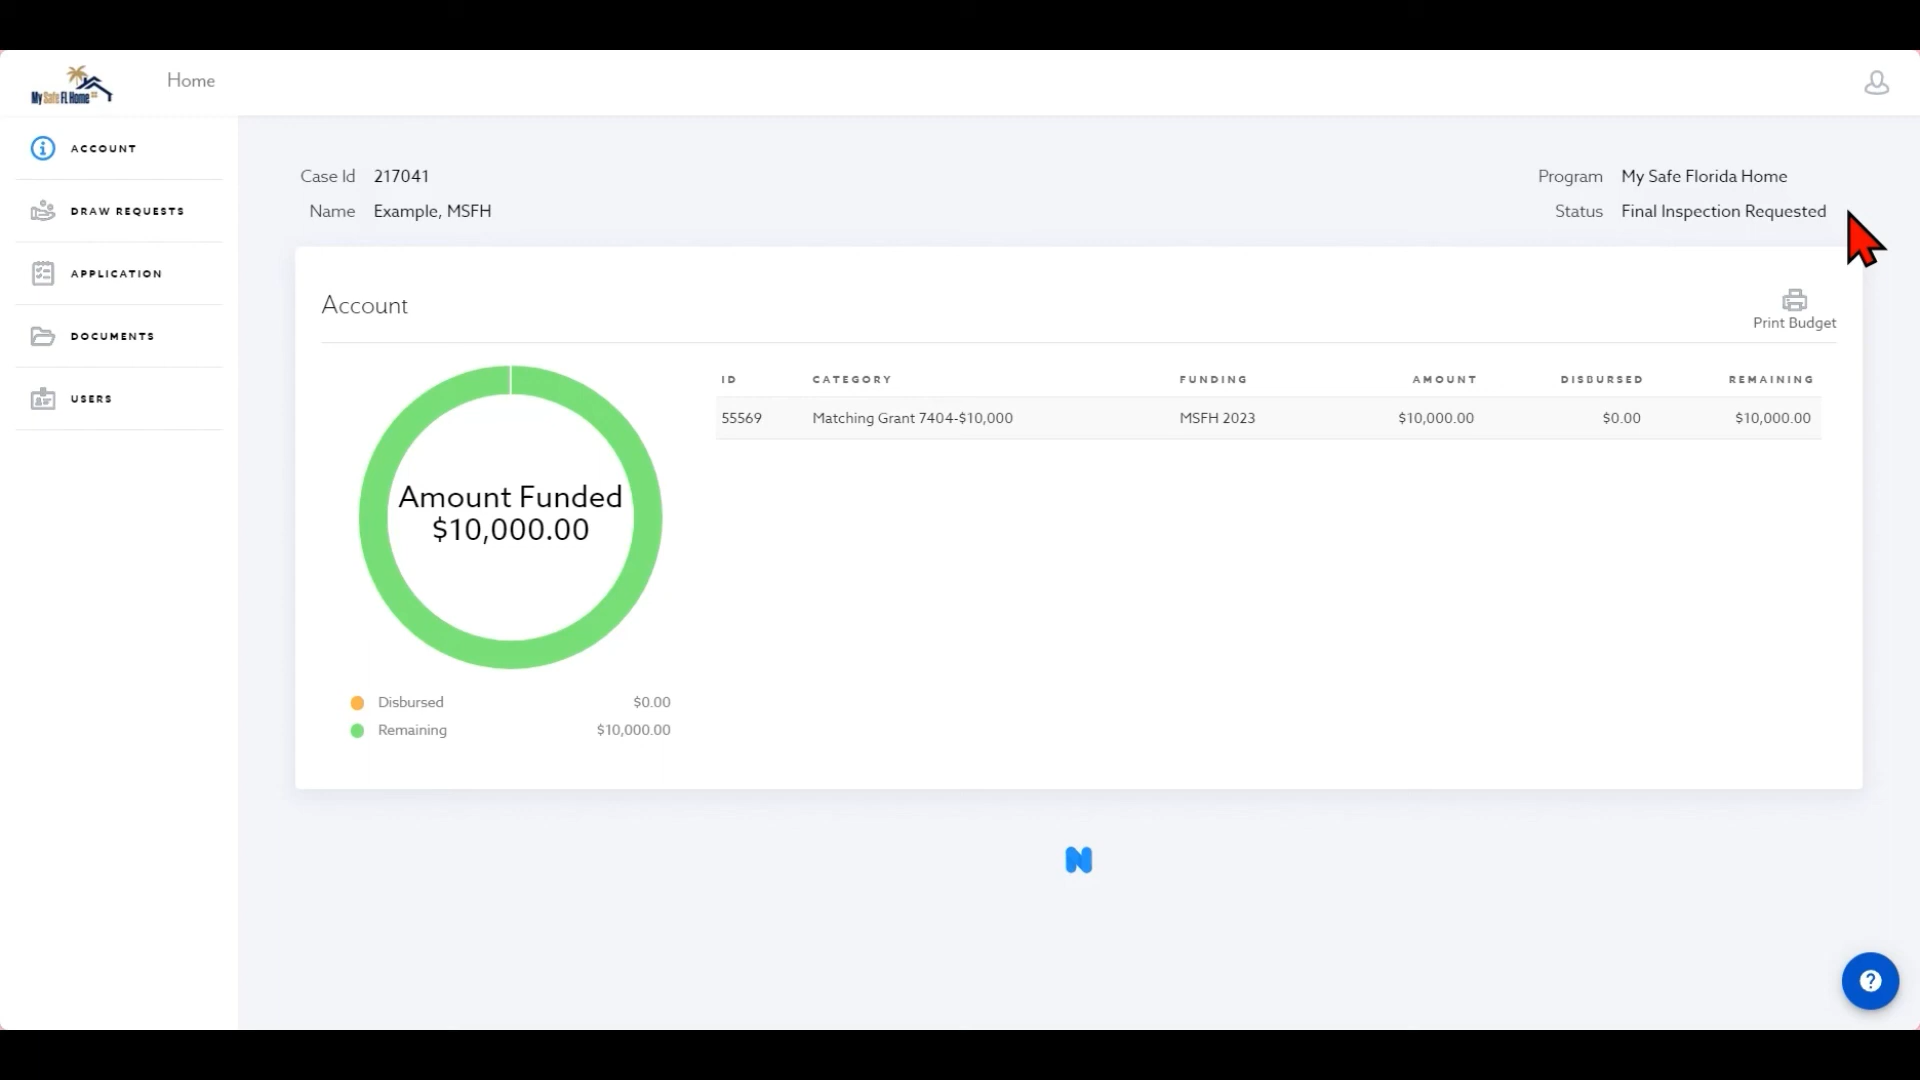 My Safe FL Home
Home
ACCOUNT
DRAW REQUESTS
APPLICATION
DOCUMENTS
USERS
Case Id 217041
Name Example, MSFH
Program My Safe Florida Home
Status Final Inspection Requested
Account
Print Budget
ID CATEGORY FUNDING AMOUNT DISBURSED REMAINING
55569 Matching Grant 7404-$10,000 MSFH 2023 $10,000.00 $0.00 $10,000.00
Amount Funded
$10,000.00
Disbursed $0.00
Remaining $10,000.00
N
?